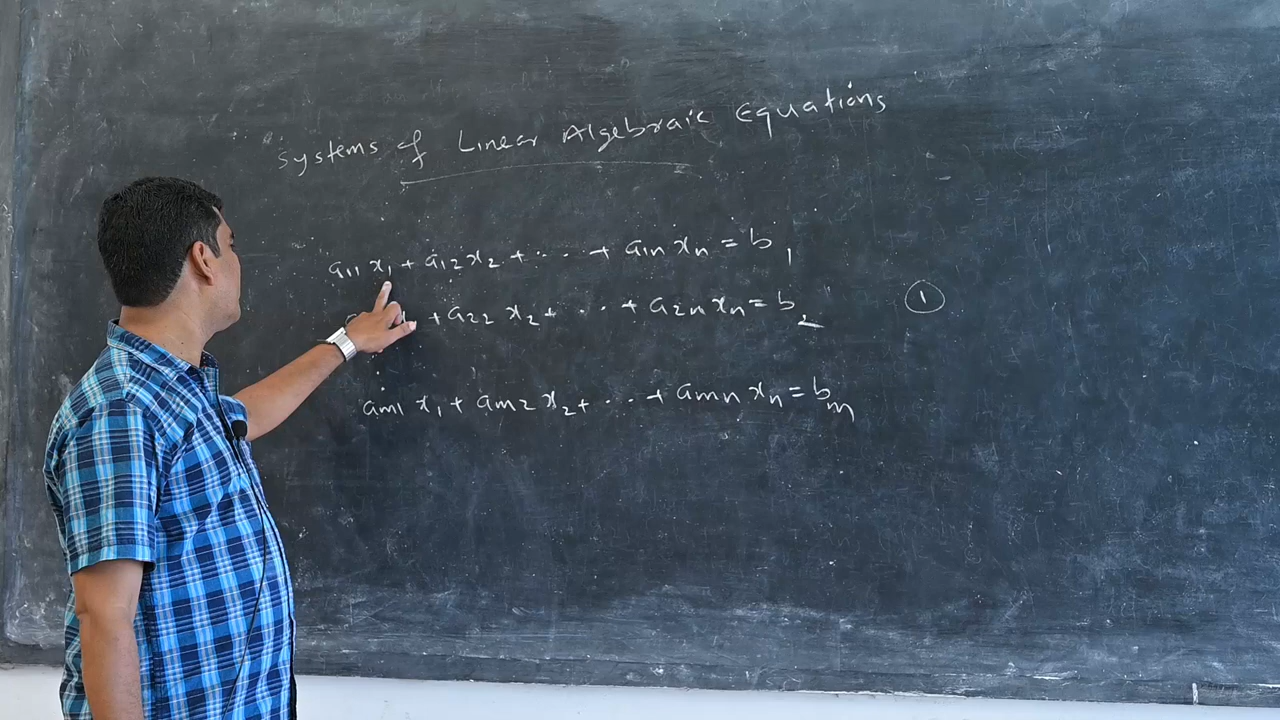 Systems of Linear Algebraic Equations
a11 x1 + a12 x2 + ... + a1n xn = b1
+ a22 x2 + ... + a2n xn = b2 (1)
am1 x1 + am2 x2 + ... + amn xn = bm